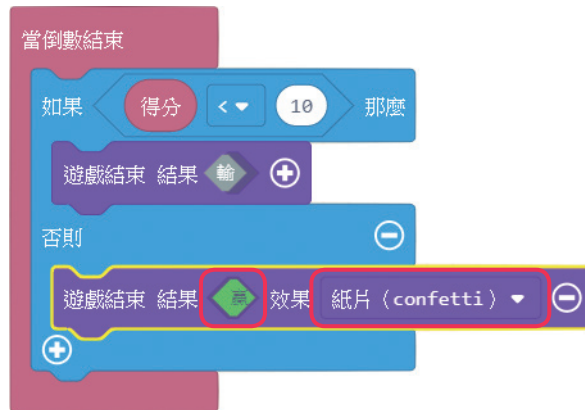 當倒數結束
如果 得分 < 10 那麼
遊戲結束 結果 輸
否則
遊戲結束 結果 贏 效果 紙片 (confetti)